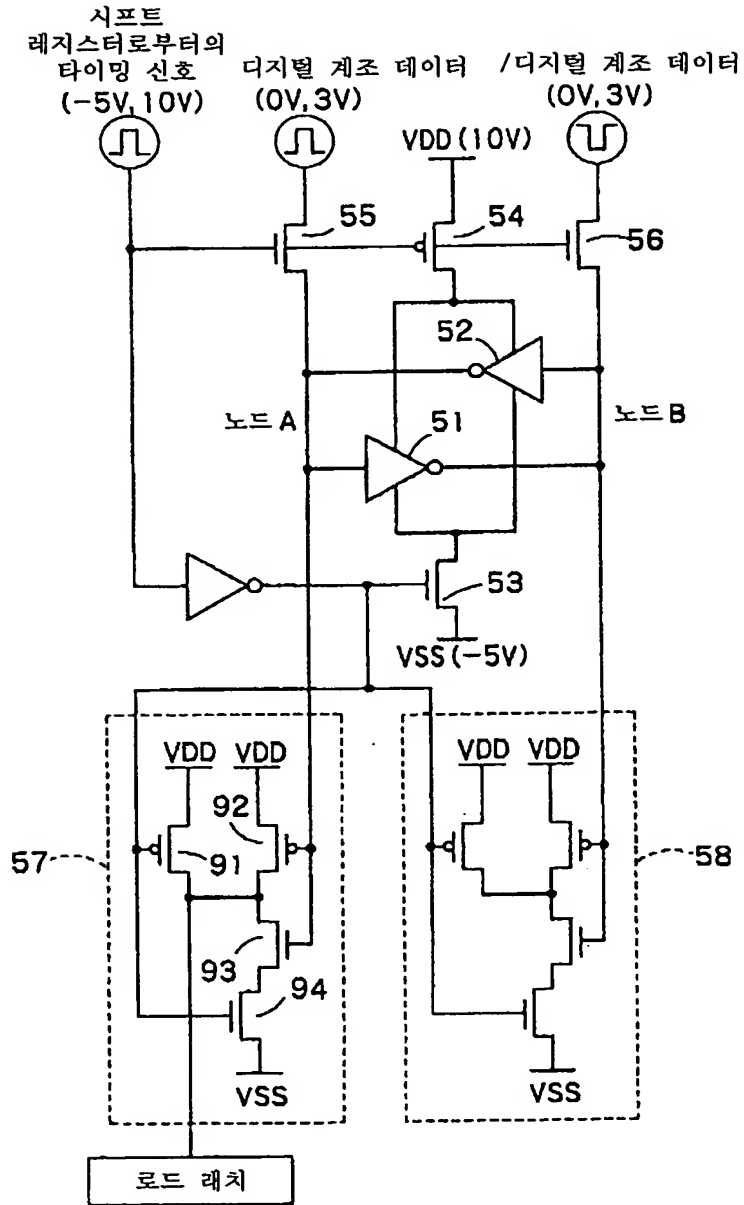 시프트
레지스터로부터의
타이밍 신호
(-5V,10V)
디지털 계조 데이터
(0V,3V)
/디지털 계조 데이터
(0V,3V)
VDD(10V)
55
54
56
52
노드 A
51
노드 B
53
VSS(-5V)
VDD VDD
92
57
91
93
94
VSS
VDD VDD
58
VSS
로드 래치